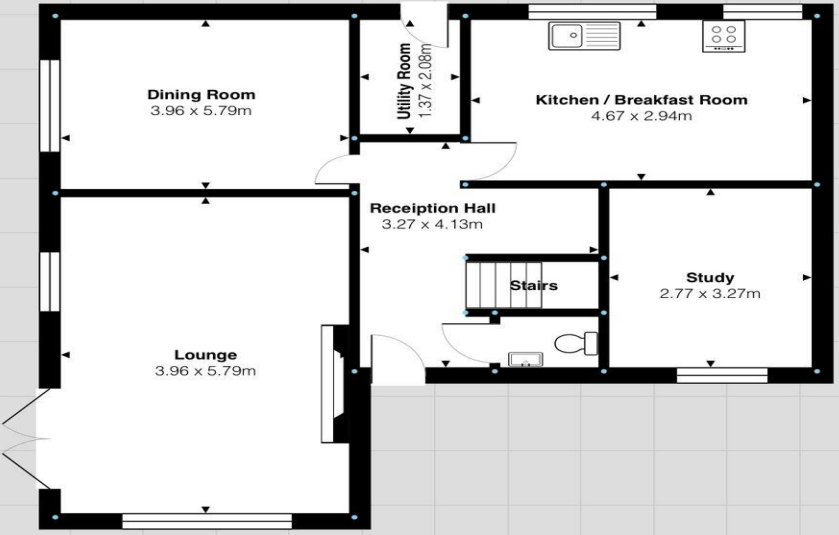 Dining Room
3.96 x 5.79m
Utility Room
1.37 x 2.08m
Kitchen / Breakfast Room
4.67 x 2.94m
Receiption Hall
3.27 x 4.13m
Stairs
Study
2.77 x 3.27m
Lounge
3.96 x 5.79m